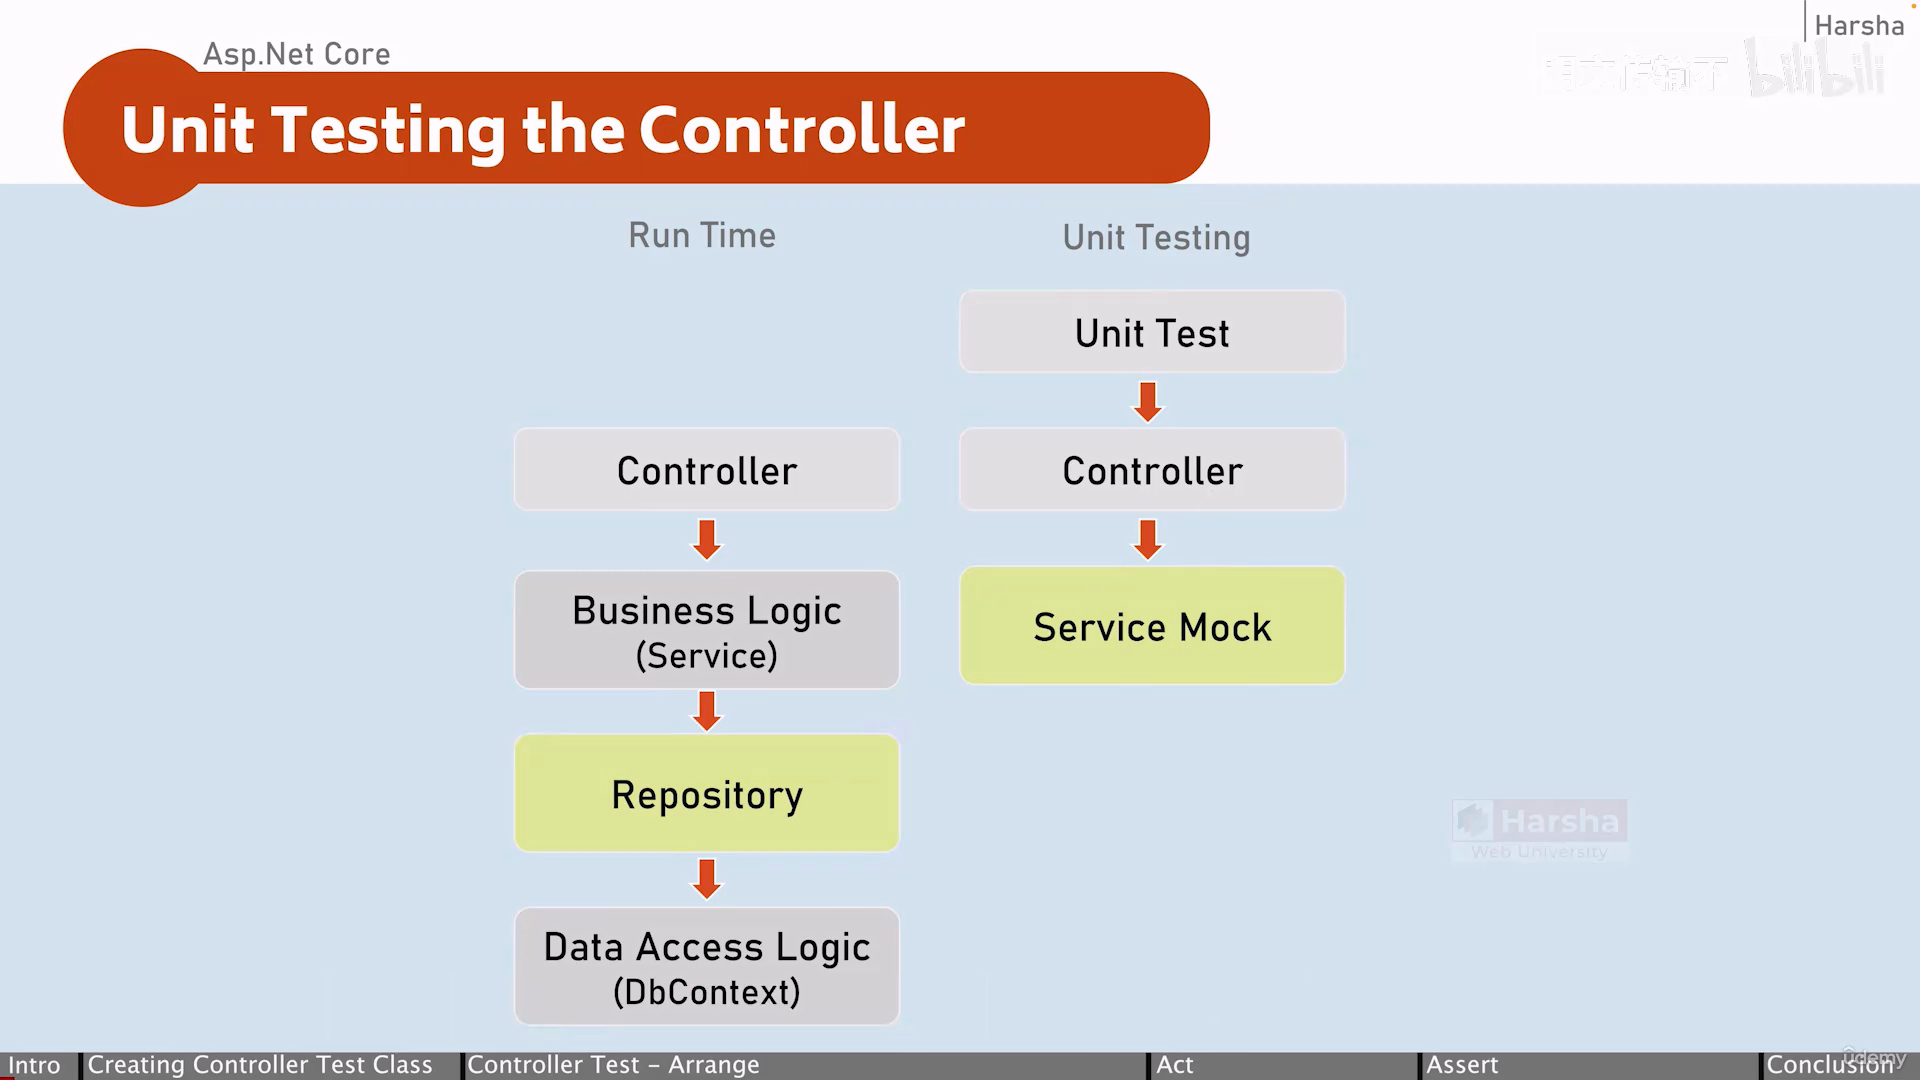 Harsha
Asp.Net Core
bilibili
Unit Testing the Controller
Run Time
Unit Testing
Unit Test
Controller
Controller
Business Logic
(Service)
Service Mock
Repository
Harsha
Web University
Data Access Logic
(DbContext)
Intro
Creating Controller Test Class
Controller Test – Arrange
Act
Assert
Conclusion
ûdemy